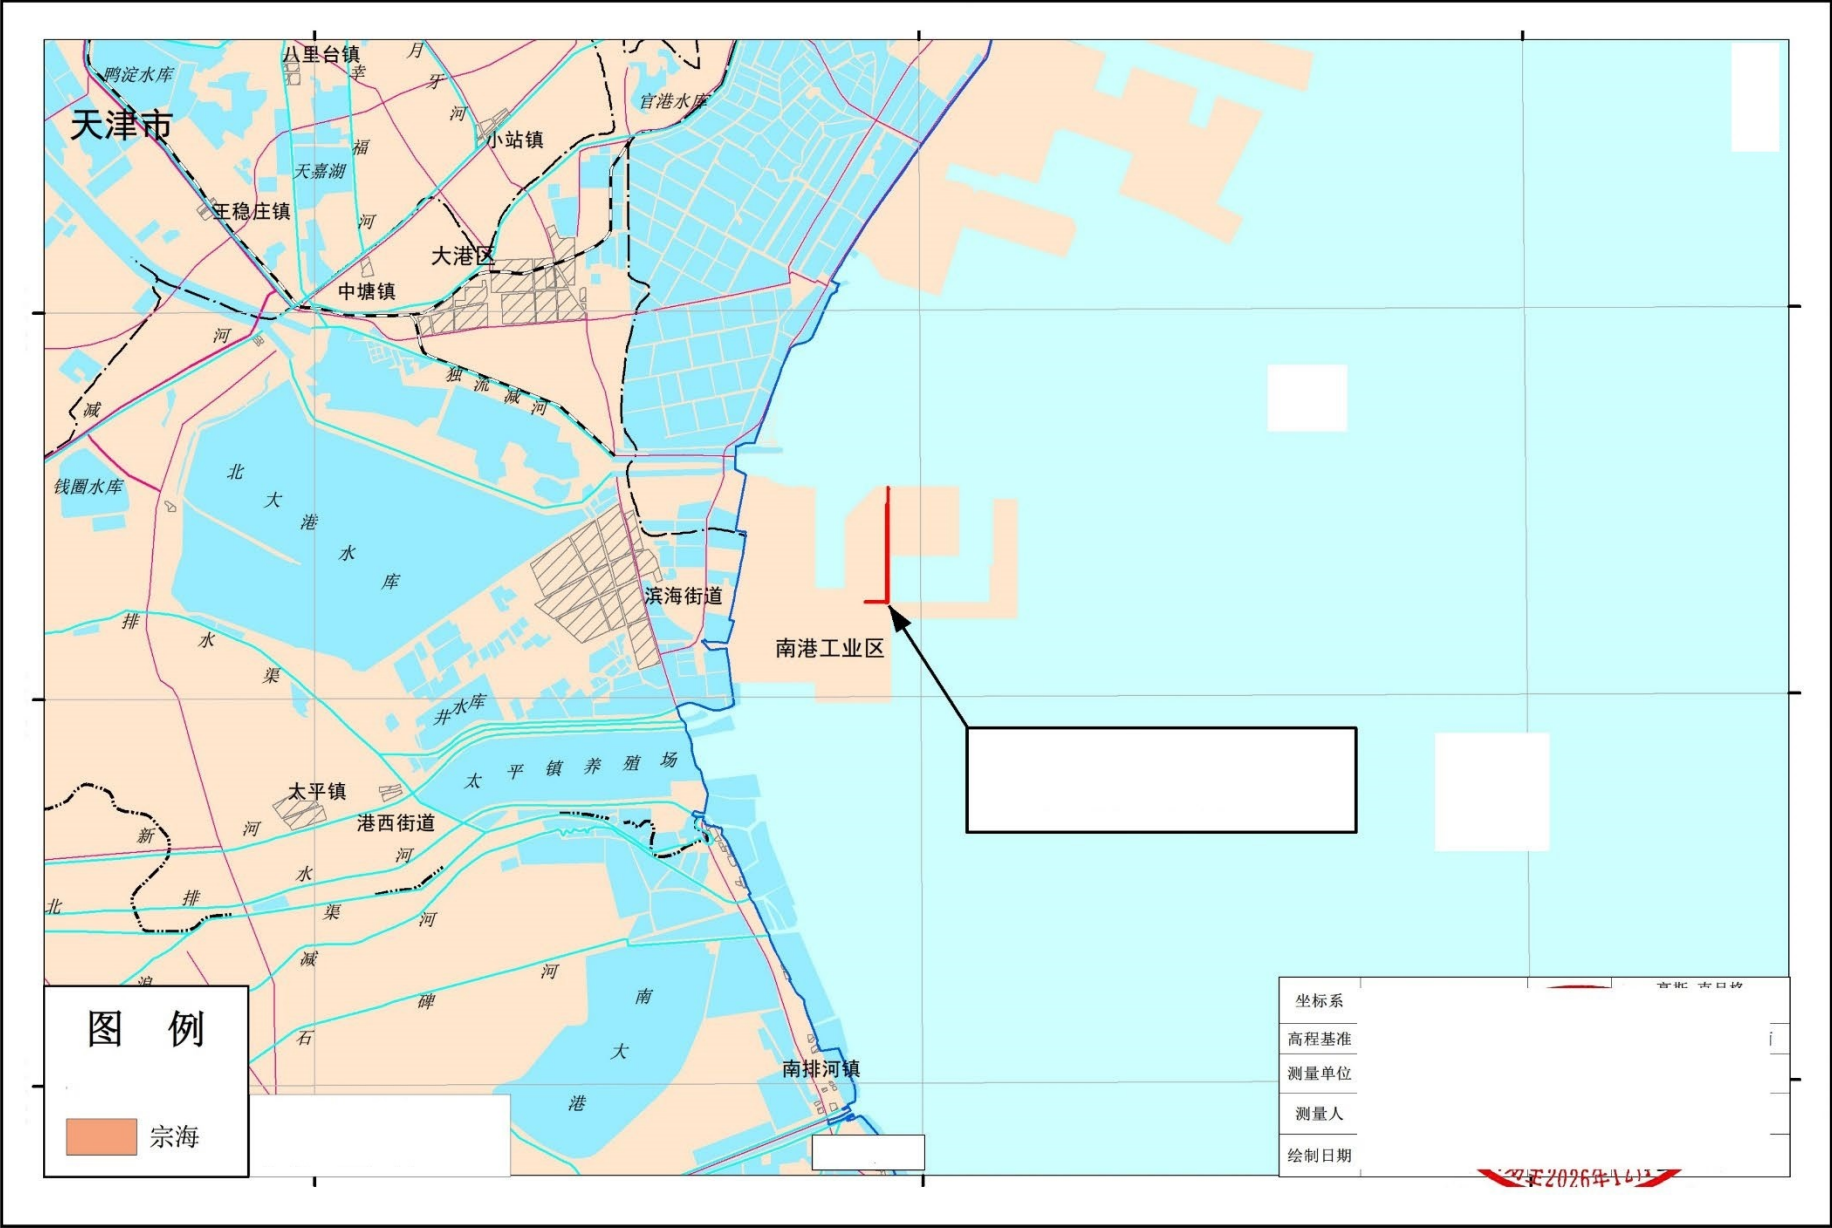 八里台镇
月
鸭淀水库
幸
牙
官港水库
河
天津市
小站镇
福
天嘉湖
王稳庄镇
河
大港区
中塘镇
河
独
流
减
河
减
北
钱圈水库
大
港
水
库
滨海街道
排
水
南港工业区
渠
井
水库
太
平
镇
养
殖
场
太平镇
港西街道
新
河
河
水
排
北
渠
河
减
河
南
碑
石
大
南排河镇
港
图 例
宗海
坐标系
高程基准
测量单位
测量人
绘制日期